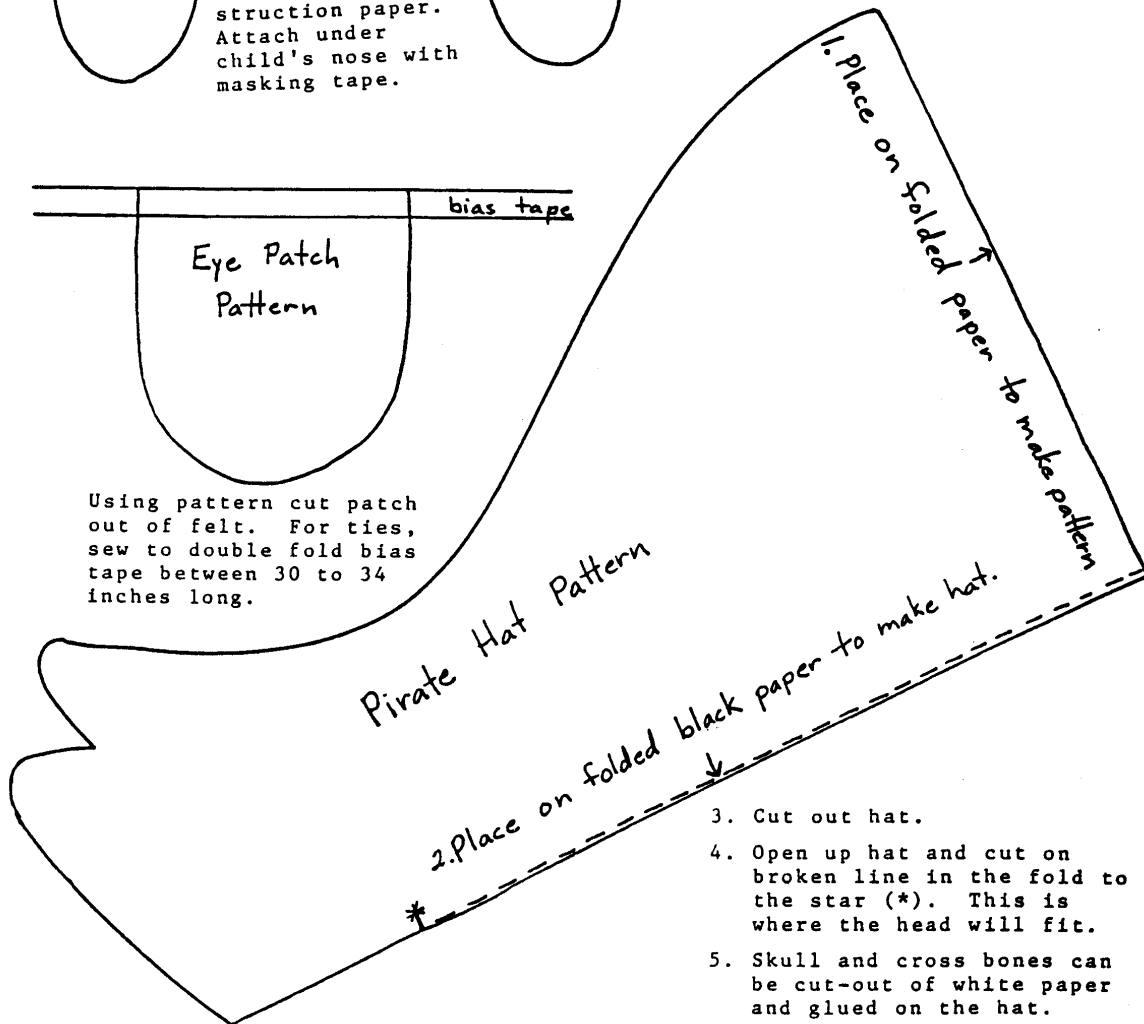 struction paper.
Attach under
child's nose with
masking tape.
1. Place on folded paper to make pattern
bias tape
Eye Patch
Pattern
Using pattern cut patch
out of felt. For ties,
sew to double fold bias
tape between 30 to 34
inches long.
Pirate Hat Pattern
2. Place on folded black paper to make hat.
*
3. Cut out hat.
4. Open up hat and cut on
broken line in the fold to
the star (*). This is
where the head will fit.
5. Skull and cross bones can
be cut-out of white paper
and glued on the hat.